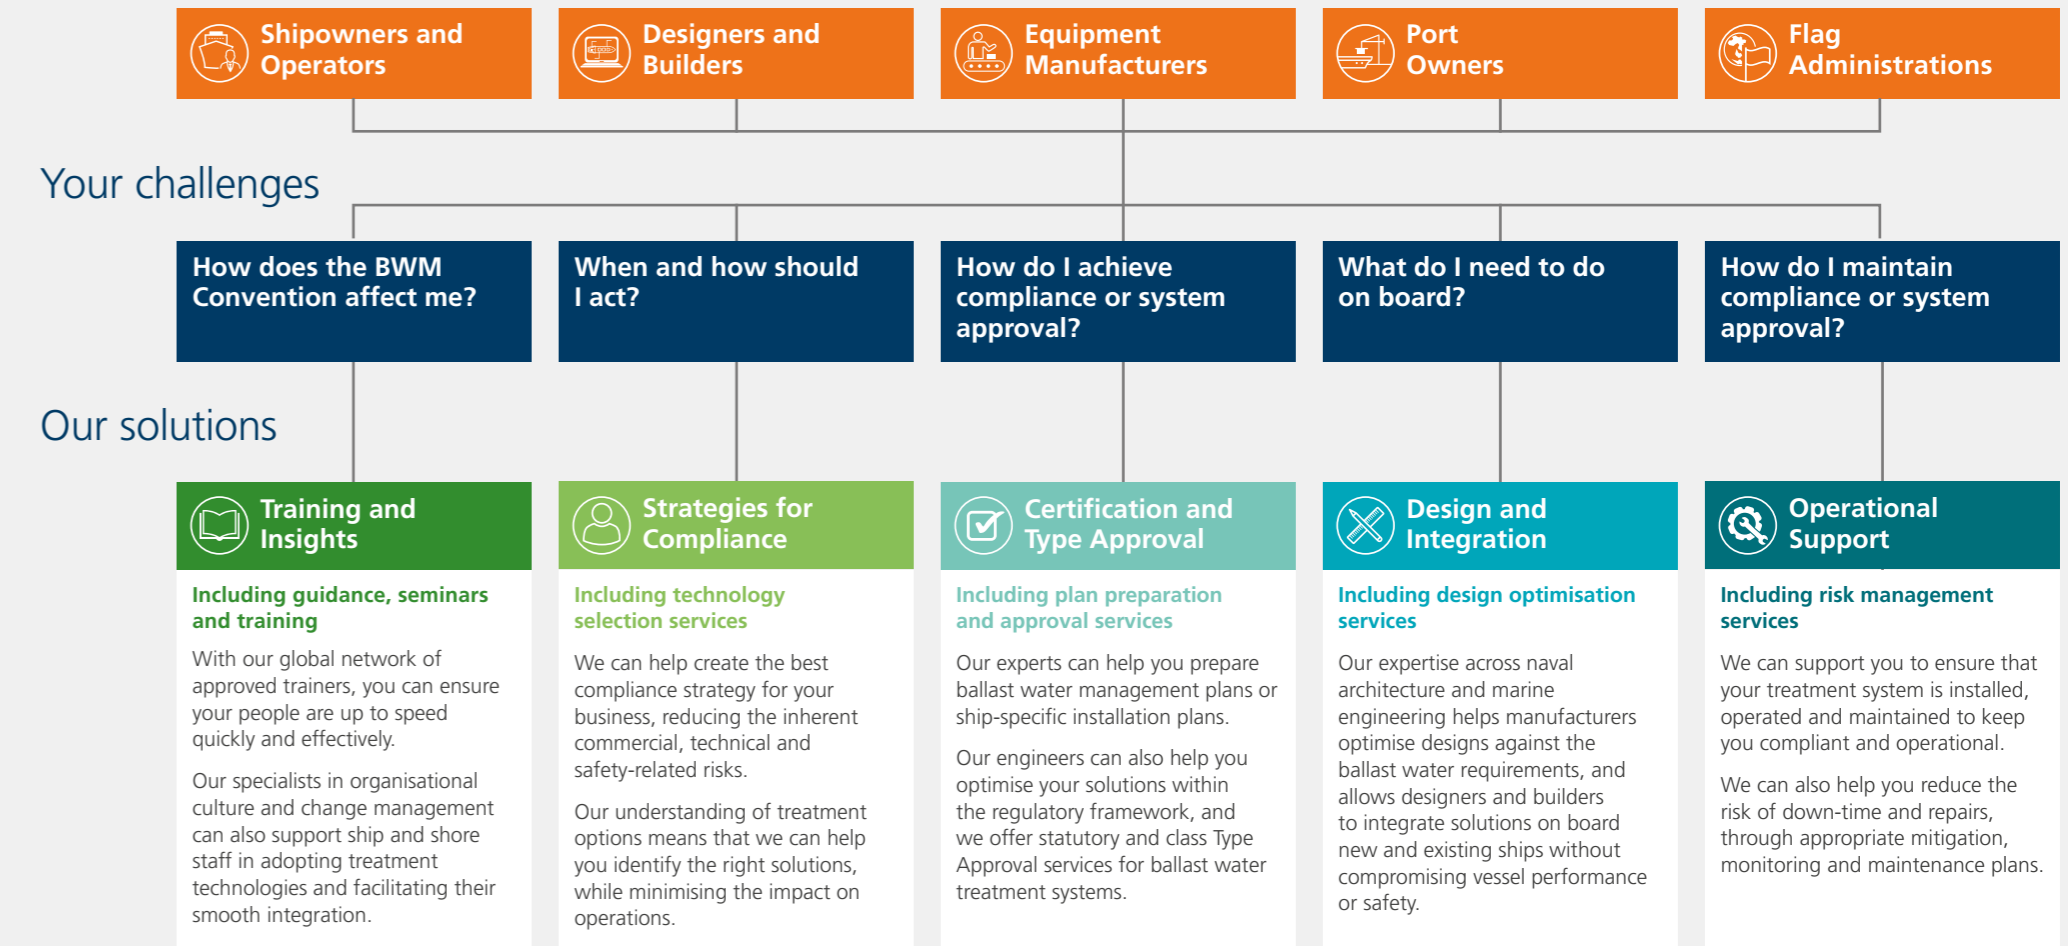 Shipowners and
Operators
Designers and
Builders
Equipment
Manufacturers
Port
Owners
Flag
Administrations
Your challenges
How does the BWM
Convention affect me?
When and how should
I act?
How do I achieve
compliance or system
approval?
What do I need to do
on board?
How do I maintain
compliance or system
approval?
Our solutions
Training and
Insights
Including guidance, seminars
and training
With our global network of
approved trainers, you can ensure
your people are up to speed
quickly and effectively.
Our specialists in organisational
culture and change management
can also support ship and shore
staff in adopting treatment
technologies and facilitating their
smooth integration.
Strategies for
Compliance
Including technology
selection services
We can help create the best
compliance strategy for your
business, reducing the inherent
commercial, technical and
safety-related risks.
Our understanding of treatment
options means that we can help
you identify the right solutions,
while minimising the impact on
operations.
Certification and
Type Approval
Including plan preparation
and approval services
Our experts can help you prepare
ballast water management plans or
ship-specific installation plans.
Our engineers can also help you
optimise your solutions within
the regulatory framework, and
we offer statutory and class Type
Approval services for ballast water
treatment systems.
Design and
Integration
Including design optimisation
services
Our expertise across naval
architecture and marine
engineering helps manufacturers
optimise designs against the
ballast water requirements, and
allows designers and builders
to integrate solutions on board
new and existing ships without
compromising vessel performance
or safety.
Operational
Support
Including risk management
services
We can support you to ensure that
your treatment system is installed,
operated and maintained to keep
you compliant and operational.
We can also help you reduce the
risk of down-time and repairs,
through appropriate mitigation,
monitoring and maintenance plans.